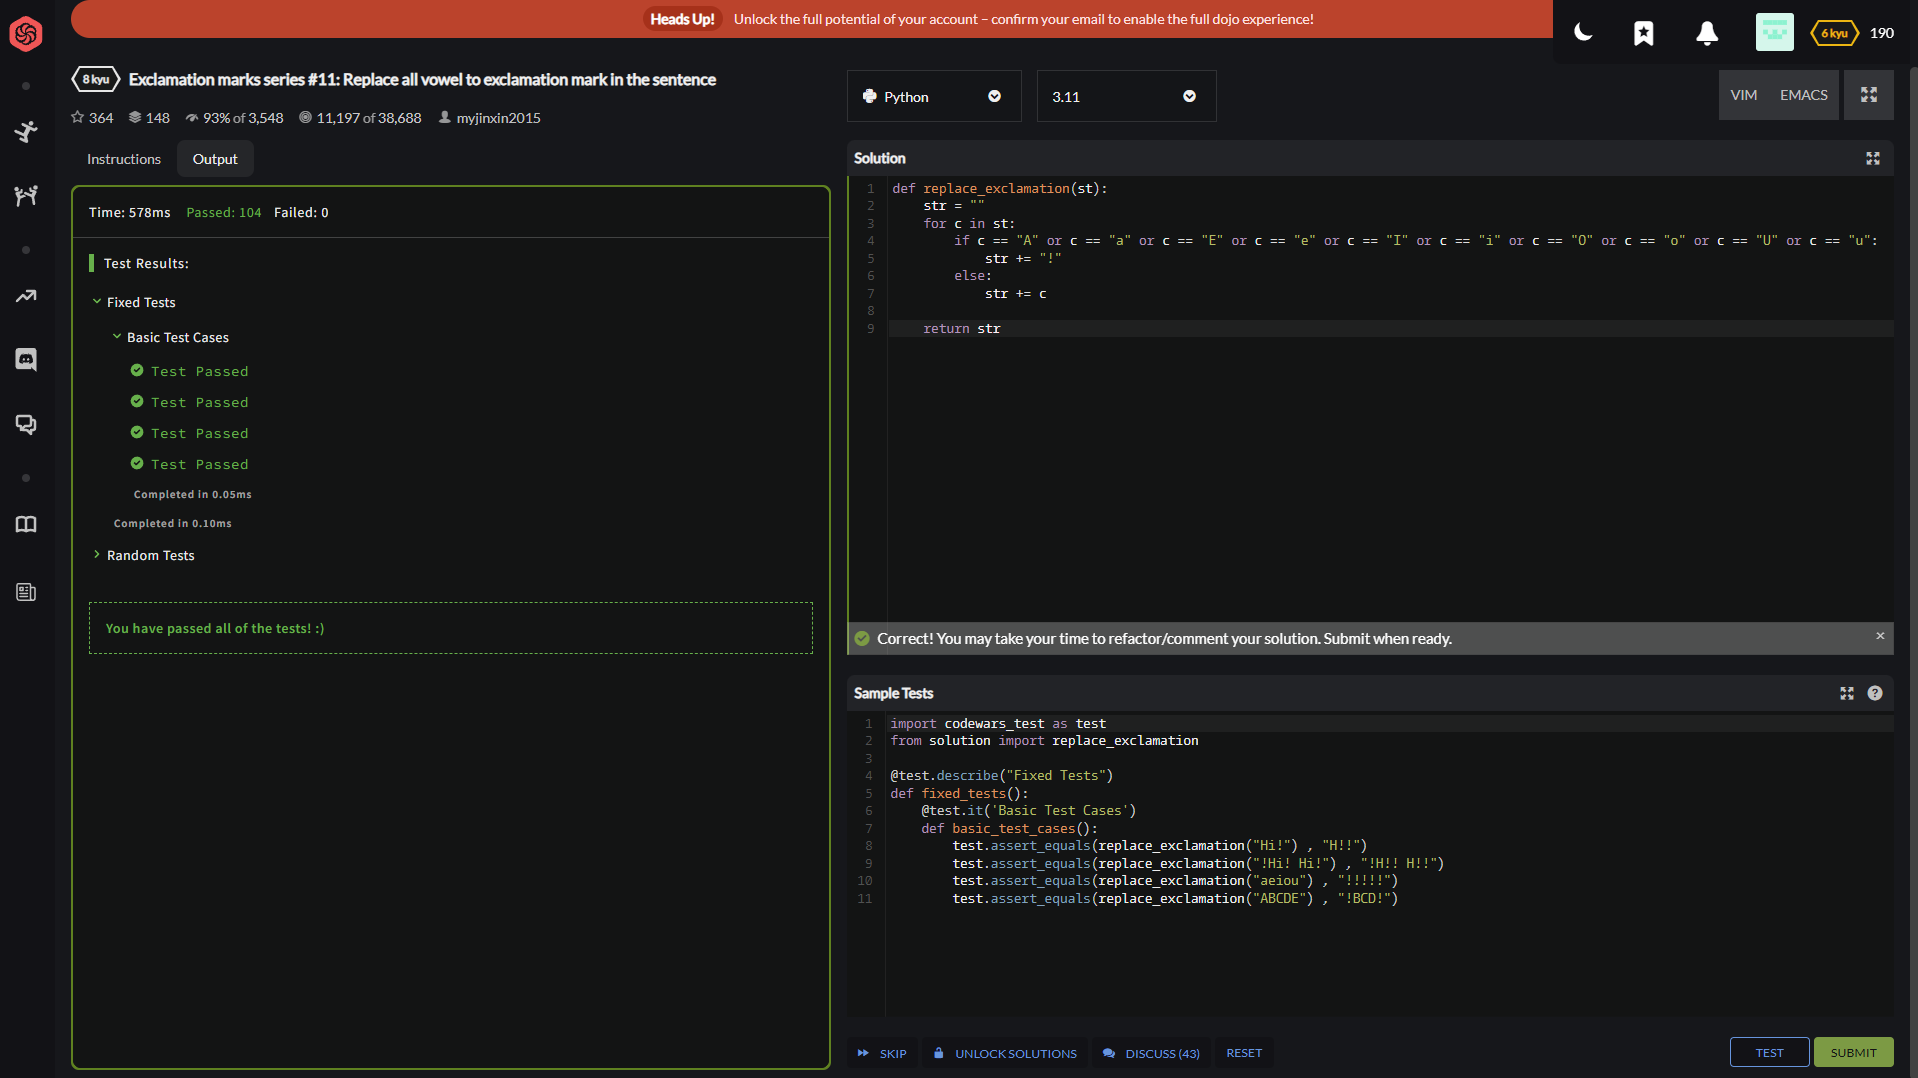 Heads Up! Unlock the full potential of your account – confirm your email to enable the full dojo experience!
6 kyu 190
8 kyu Exclamation marks series #11: Replace all vowel to exclamation mark in the sentence
364 148 93% of 3,548 11,197 of 38,688 myjinxin2015
Python 3.11 VIM EMACS
Instructions Output
Time: 578ms Passed: 104 Failed: 0
Test Results:
Fixed Tests
Basic Test Cases
Test Passed
Test Passed
Test Passed
Test Passed
Completed in 0.05ms
Completed in 0.10ms
Random Tests
You have passed all of the tests! :)
Solution
1 def replace_exclamation(st):
2     str = ""
3     for c in st:
4         if c == "A" or c == "a" or c == "E" or c == "e" or c == "I" or c == "i" or c == "O" or c == "o" or c == "U" or c == "u":
5             str += "!"
6         else:
7             str += c
8
9     return str
Correct! You may take your time to refactor/comment your solution. Submit when ready.
Sample Tests
1 import codewars_test as test
2 from solution import replace_exclamation
3
4 @test.describe("Fixed Tests")
5 def fixed_tests():
6     @test.it('Basic Test Cases')
7     def basic_test_cases():
8         test.assert_equals(replace_exclamation("Hi!") , "H!!")
9         test.assert_equals(replace_exclamation("!Hi! Hi!") , "!H!! H!!")
10         test.assert_equals(replace_exclamation("aeiou") , "!!!!!")
11         test.assert_equals(replace_exclamation("ABCDE") , "!BCD!")
SKIP UNLOCK SOLUTIONS DISCUSS (43) RESET TEST SUBMIT